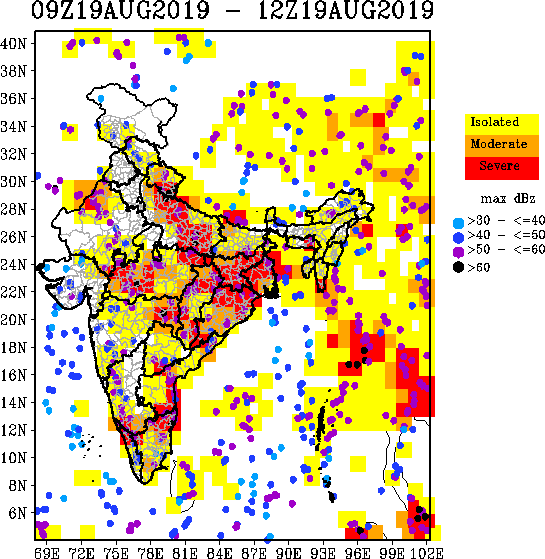 09Z19AUG2019 – 12Z19AUG2019
40N
38N
36N
34N
32N
30N
28N
26N
24N
22N
20N
18N
16N
14N
12N
10N
8N
6N
69E 72E 75E 78E 81E 84E 87E 90E 93E 96E 99E 102E
Isolated
Moderate
Severe
max dBz
>30 – <=40
>40 – <=50
>50 – <=60
>60